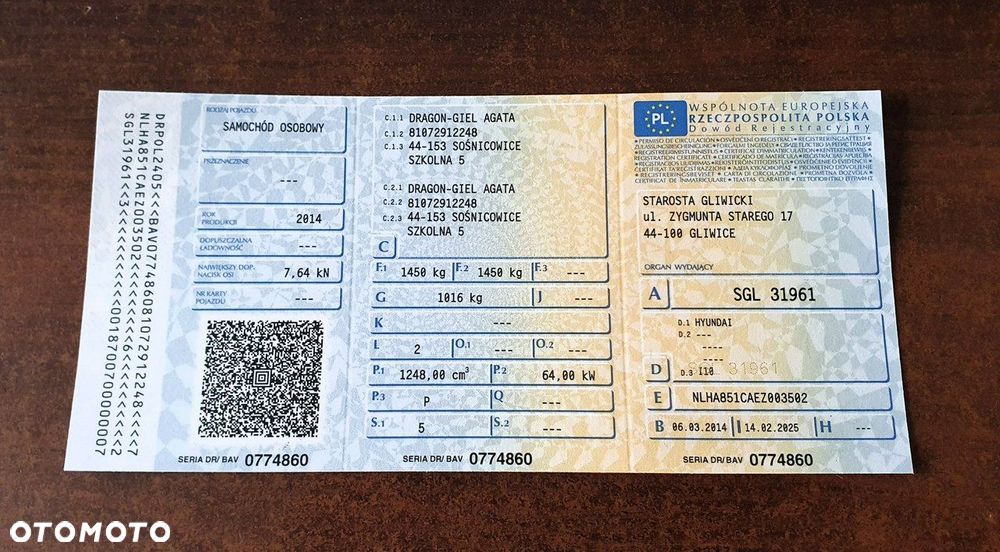 DRPOL2405<<BAV0774860810729122 48<<<<7
NLHA851CAEZ003502<<<<<<
SGL31961<<3<<<<<<
RODZAJ POJAZDU
SAMOCHÓD OSOBOWY
PRZEZNACZENIE
---
ROK PRODUKCJI 2014
DOPUSZCZALNA ŁADOWNOŚĆ ---
NAJWIĘKSZY DOP. NACISK OSI 7,64 kN
NR KARTY POJAZDU ---
SERIA DR/ BAV 0774860
C.1.1 DRAGON-GIEL AGATA
C.1.2 81072912248
C.1.3 44-153 SOŚNICOWICE
SZKOLNA 5
C.2.1 DRAGON-GIEL AGATA
C.2.2 81072912248
C.2.3 44-153 SOŚNICOWICE
SZKOLNA 5
C
F.1 1450 kg F.2 1450 kg F.3 ---
G 1016 kg J ---
K ---
L 2 O.1 --- O.2 ---
P.1 1248,00 cm³ P.2 64,00 kW
P.3 P Q ---
S.1 5 S.2 ---
SERIA DR/ BAV 0774860
PL
WSPÓLNOTA EUROPEJSKA
RZECZPOSPOLITA POLSKA
Dowód Rejestracyjny
STAROSTA GLIWICKI
ul. ZYGMUNTA STAREGO 17
44-100 GLIWICE
ORGAN WYDAJĄCY
A SGL 31961
D.1 HYUNDAI
D.2 ---
----
----
D D.3 I10
E NLHA851CAEZ003502
B 06.03.2014 I 14.02.2025 H ---
SERIA DR/ BAV 0774860
OTOMOTO